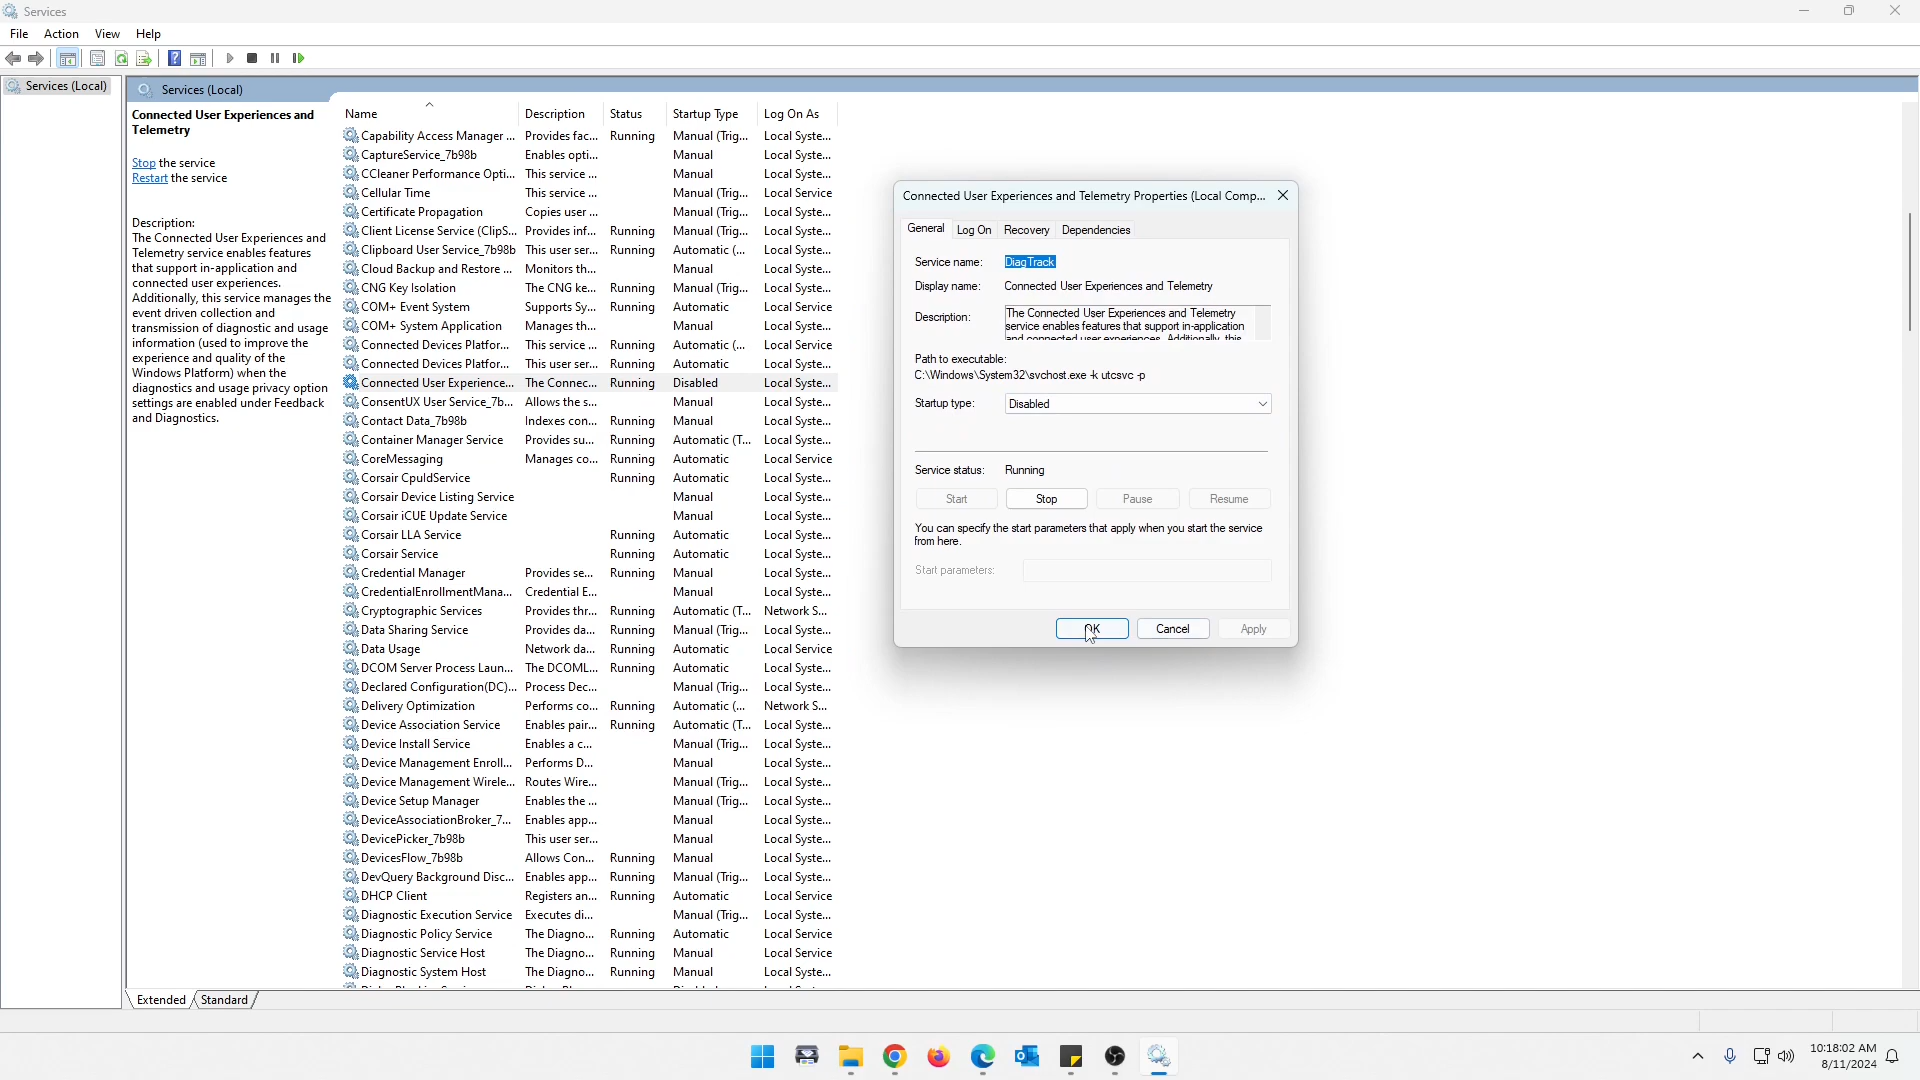 Services
File Action View Help
Services (Local)
Services (Local)
Connected User Experiences and
Telemetry
Stop the service
Restart the service
Description:
The Connected User Experiences and
Telemetry service enables features
that support in-application and
connected user experiences.
Additionally, this service manages the
event driven collection and
transmission of diagnostic and usage
information (used to improve the
experience and quality of the
Windows Platform) when the
diagnostics and usage privacy option
settings are enabled under Feedback
and Diagnostics.
Name Description Status Startup Type Log On As
Capability Access Manager ... Provides fac... Running Manual (Trig... Local Syste...
CaptureService_7b98b Enables opti... Manual Local Syste...
CCleaner Performance Opti... This service ... Manual Local Syste...
Cellular Time This service ... Manual (Trig... Local Service
Certificate Propagation Copies user ... Manual (Trig... Local Syste...
Client License Service (ClipS... Provides inf... Running Manual (Trig... Local Syste...
Clipboard User Service_7b98b This user ser... Running Automatic (... Local Syste...
Cloud Backup and Restore ... Monitors th... Manual Local Syste...
CNG Key Isolation The CNG ke... Running Manual (Trig... Local Syste...
COM+ Event System Supports Sy... Running Automatic Local Service
COM+ System Application Manages th... Manual Local Syste...
Connected Devices Platfor... This service ... Running Automatic (... Local Service
Connected Devices Platfor... This user ser... Running Automatic Local Syste...
Connected User Experience... The Connec... Running Disabled Local Syste...
ConsentUX User Service_7b... Allows the s... Manual Local Syste...
Contact Data_7b98b Indexes con... Running Manual Local Syste...
Container Manager Service Provides su... Running Automatic (T... Local Syste...
CoreMessaging Manages co... Running Automatic Local Service
Corsair CpuIdService Running Automatic Local Syste...
Corsair Device Listing Service Manual Local Syste...
Corsair iCUE Update Service Manual Local Syste...
Corsair LLA Service Running Automatic Local Syste...
Corsair Service Running Automatic Local Syste...
Credential Manager Provides se... Running Manual Local Syste...
CredentialEnrollmentMana... Credential E... Manual Local Syste...
Cryptographic Services Provides thr... Running Automatic (T... Network S...
Data Sharing Service Provides da... Running Manual (Trig... Local Syste...
Data Usage Network da... Running Automatic Local Service
DCOM Server Process Laun... The DCOML... Running Automatic Local Syste...
Declared Configuration(DC)... Process Dec... Manual (Trig... Local Syste...
Delivery Optimization Performs co... Running Automatic (... Network S...
Device Association Service Enables pair... Running Automatic (T... Local Syste...
Device Install Service Enables a c... Manual (Trig... Local Syste...
Device Management Enroll... Performs D... Manual Local Syste...
Device Management Wirele... Routes Wire... Manual (Trig... Local Syste...
Device Setup Manager Enables the ... Manual (Trig... Local Syste...
DeviceAssociationBroker_7... Enables app... Manual Local Syste...
DevicePicker_7b98b This user ser... Manual Local Syste...
DevicesFlow_7b98b Allows Con... Running Manual Local Syste...
DevQuery Background Disc... Enables app... Running Manual (Trig... Local Syste...
DHCP Client Registers an... Running Automatic Local Service
Diagnostic Execution Service Executes di... Manual (Trig... Local Syste...
Diagnostic Policy Service The Diagno... Running Automatic Local Service
Diagnostic Service Host The Diagno... Running Manual Local Service
Diagnostic System Host The Diagno... Running Manual Local Syste...
Extended Standard
Connected User Experiences and Telemetry Properties (Local Comp...
General Log On Recovery Dependencies
Service name: DiagTrack
Display name: Connected User Experiences and Telemetry
Description: The Connected User Experiences and Telemetry
service enables features that support in-application
and connected user experiences. Additionally, this
Path to executable:
C:\Windows\System32\svchost.exe -k utcsvc -p
Startup type: Disabled
Service status: Running
Start Stop Pause Resume
You can specify the start parameters that apply when you start the service
from here.
Start parameters:
OK Cancel Apply
10:18:02 AM
8/11/2024